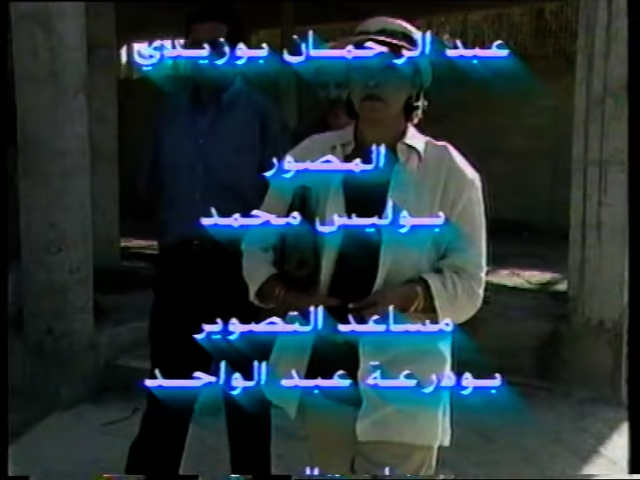 عبد الرحمان بوزيدي
المصور
بوليس محمد
مساعد التصوير
بودرعة عبد الواحد